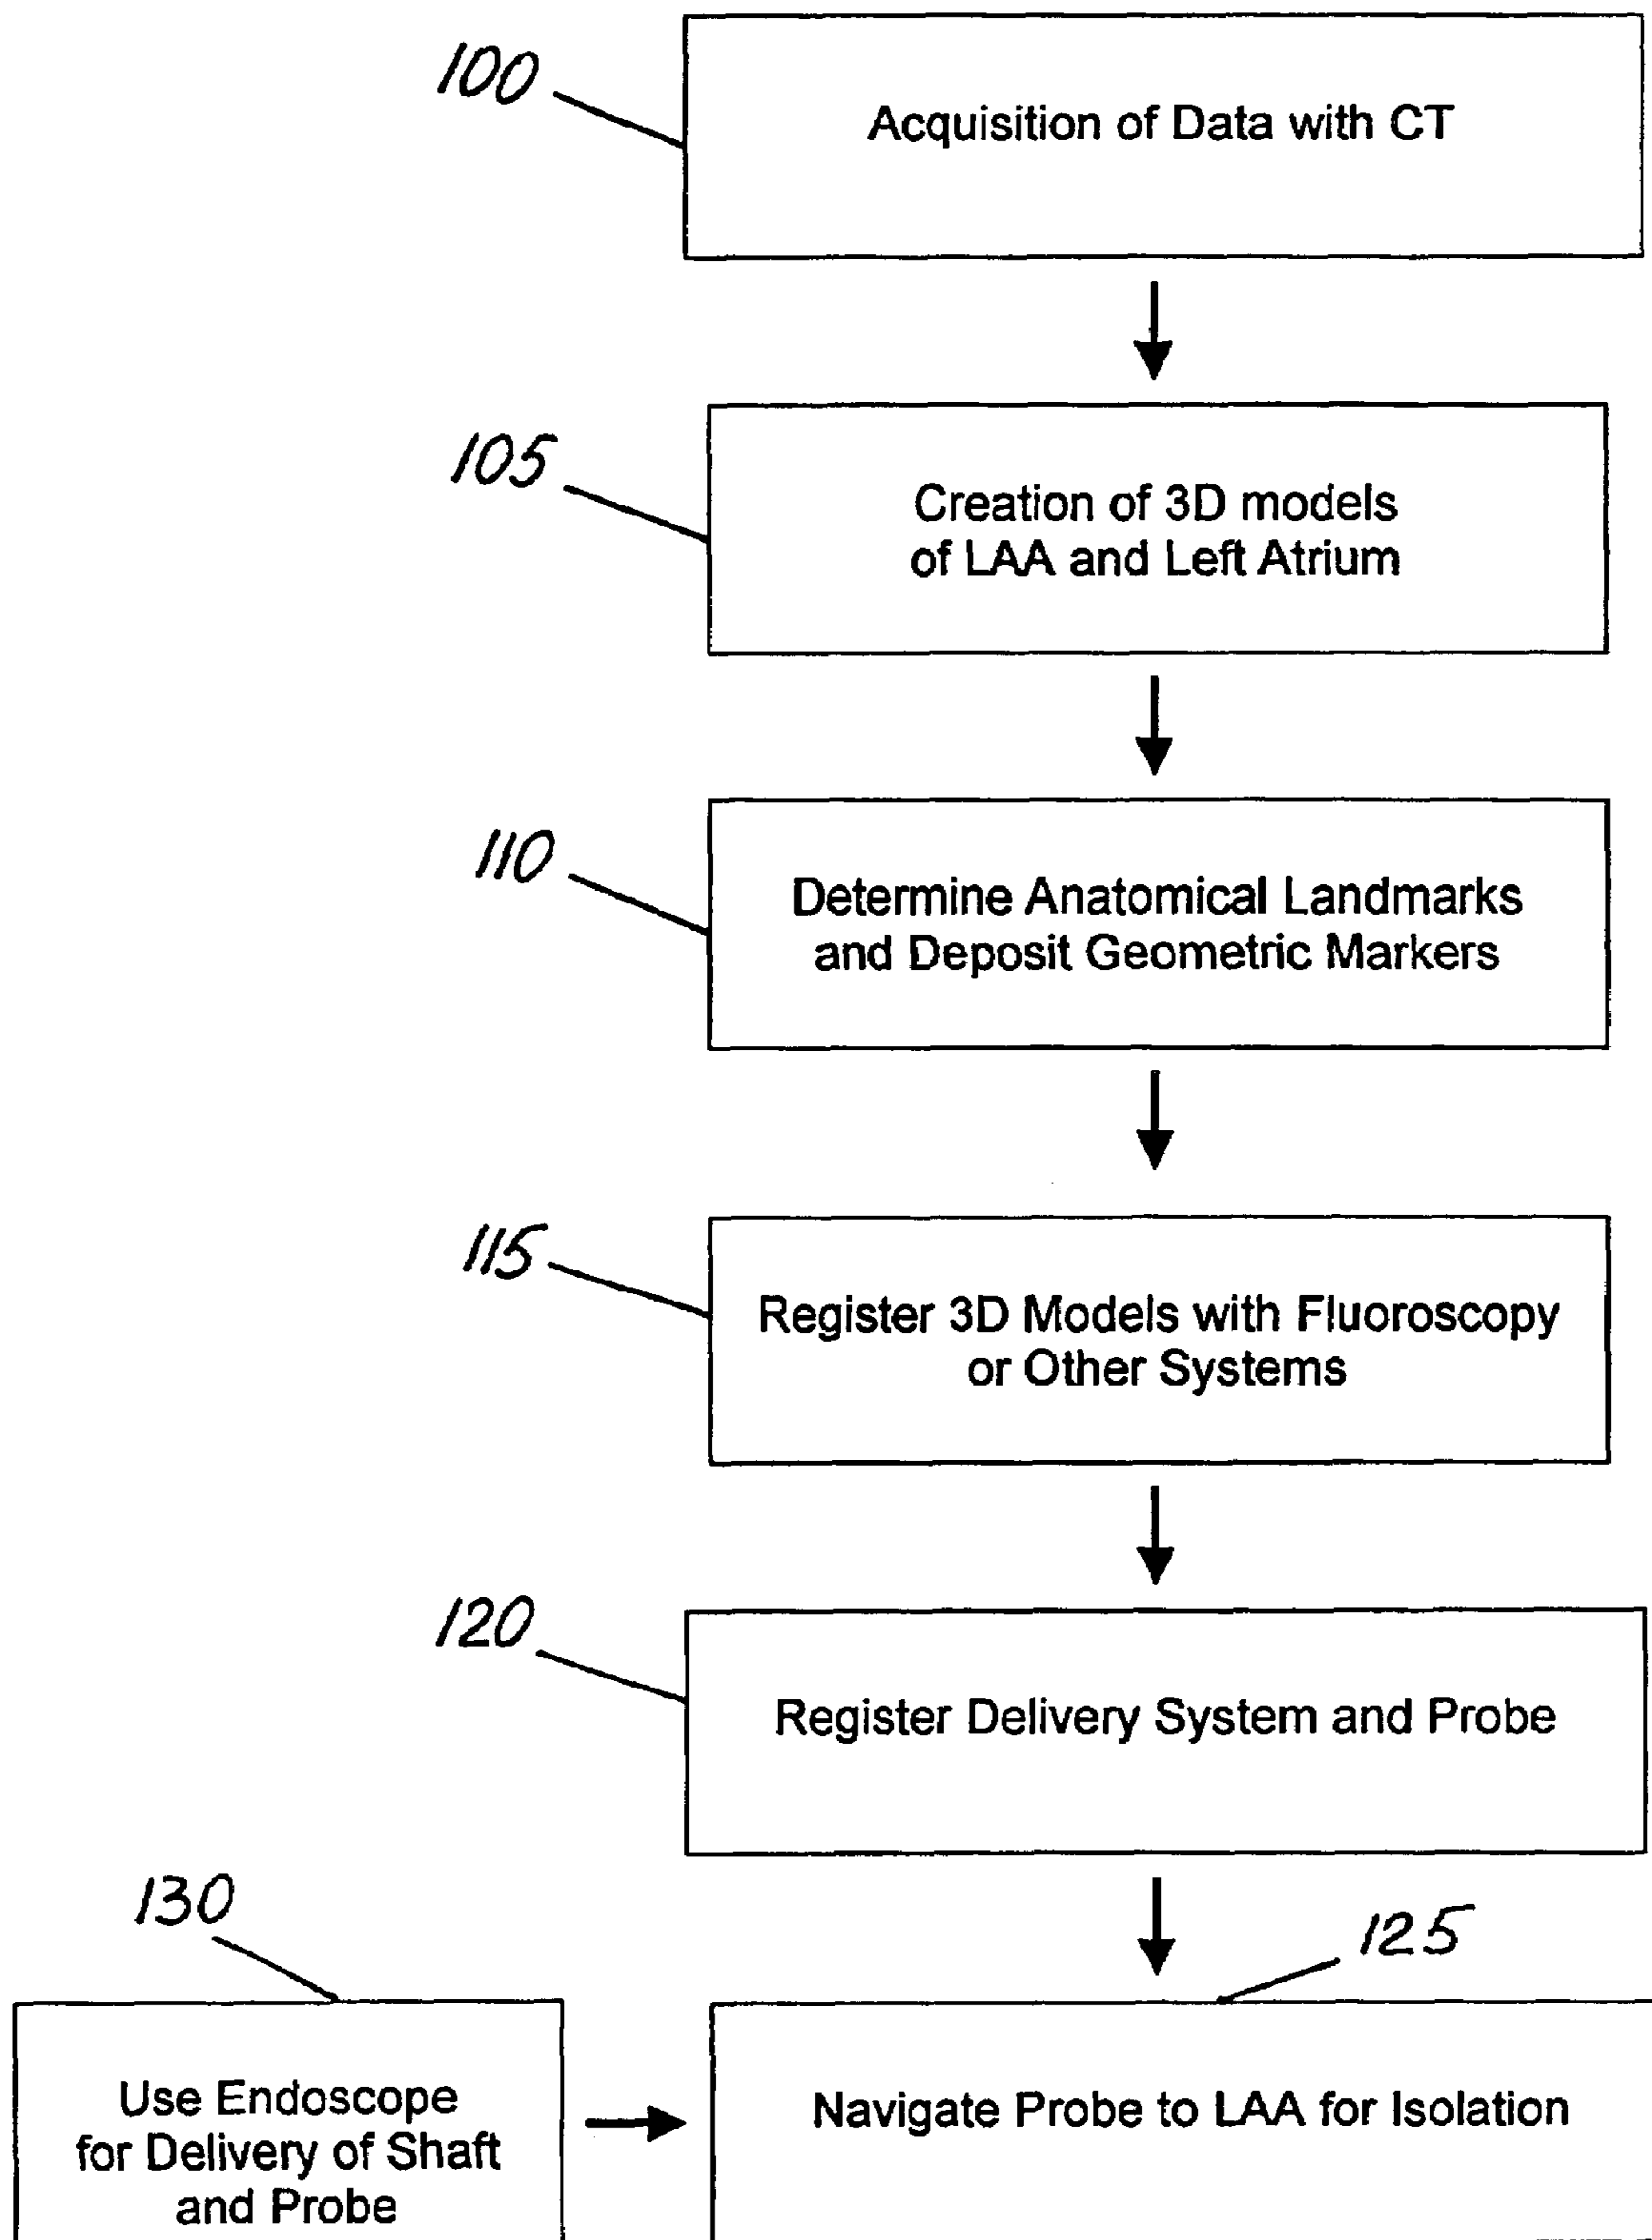 100
Acquisition of Data with CT
105
Creation of 3D models
of LAA and Left Atrium
110
Determine Anatomical Landmarks
and Deposit Geometric Markers
115
Register 3D Models with Fluoroscopy
or Other Systems
120
Register Delivery System and Probe
130
125
Use Endoscope
for Delivery of Shaft
and Probe
Navigate Probe to LAA for Isolation